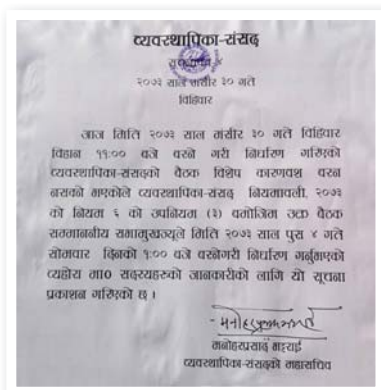 व्यवस्थापिका-संसद
सूचना
२०७३ साल मंसीर ३० गते
विहिवार
आज मिति २०७३ साल मंसीर ३० गते विहिवार
विहान ११:०० बजे बस्ने गरी निर्धारण गरिएको
व्यवस्थापिका-संसदको बैठक विशेष कारणवश बस्न
नसक्ने भएकोले व्यवस्थापिका-संसद नियमावली, २०७३
को नियम ६ को उपनियम (३) बमोजिम उक्त बैठक
सम्माननीय सभामुखज्यूले मिति २०७३ साल पुस ४ गते
सोमवार दिनको १:०० बजे बस्नेगरी निर्धारण गर्नुभएको
व्यहोरा मा० सदस्यहरुको जानकारीको लागि यो सूचना
प्रकाशन गरिएको छ ।
मनोहरप्रसाद भट्टराई
व्यवस्थापिका-संसदको महासचिव